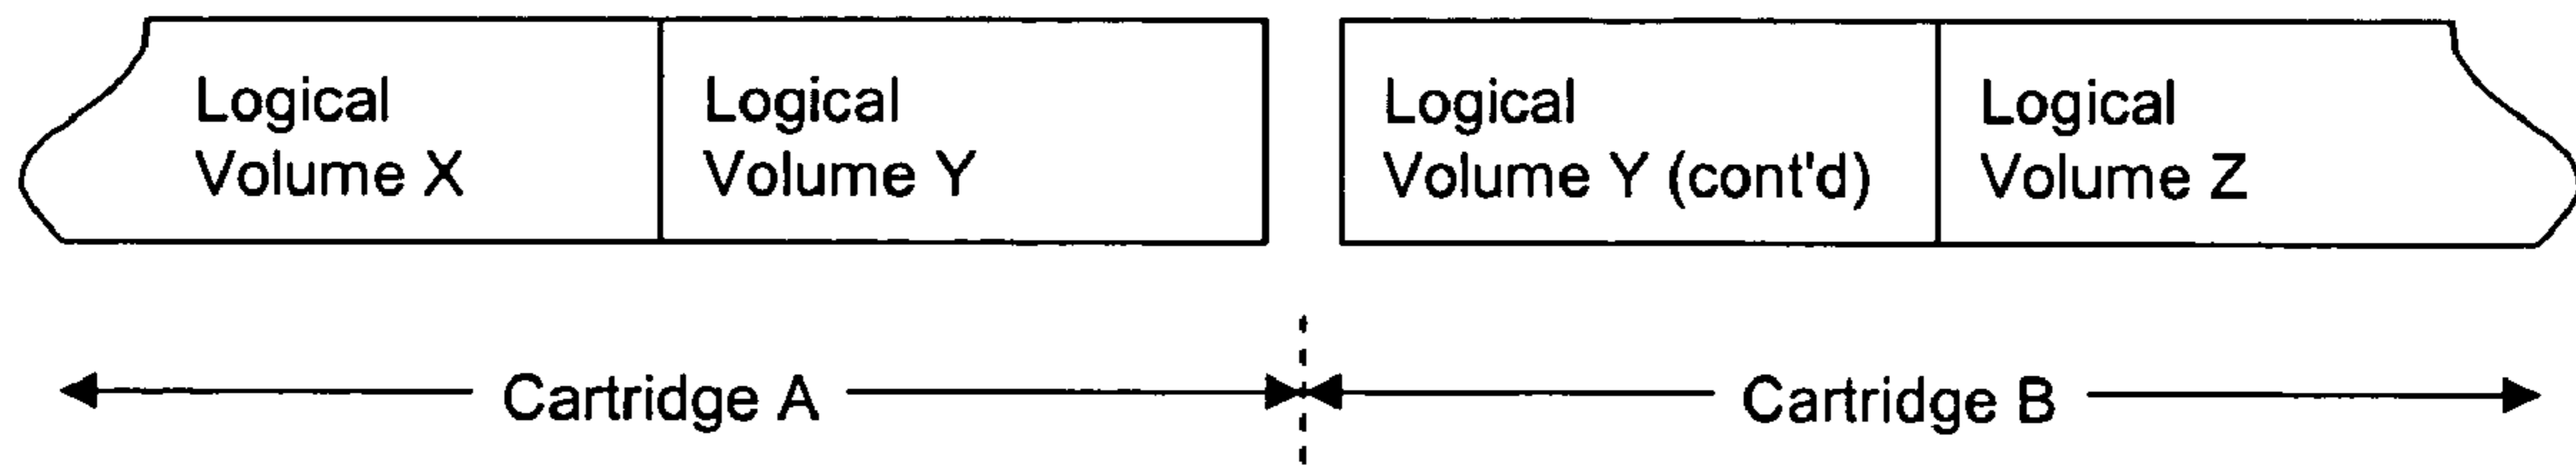 Logical
Volume X
Logical
Volume Y
Logical
Volume Y (cont'd)
Logical
Volume Z
Cartridge A
Cartridge B